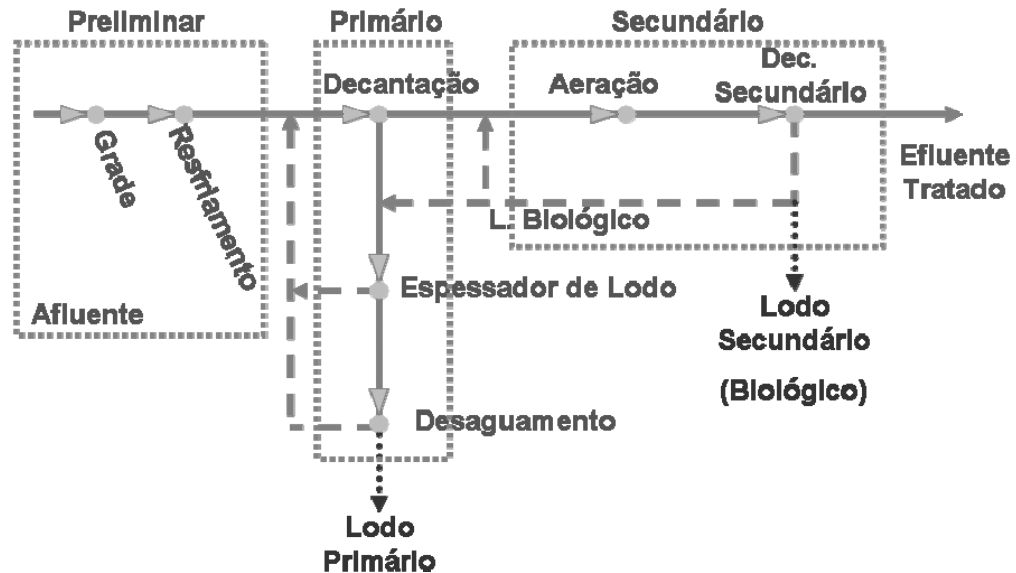 Preliminar
Primário
Secundário
Decantação
Aeração
Dec.
Secundário
Grade
Resfriamento
Efluente
Tratado
L. Biológico
Afluente
Espessador de Lodo
Lodo
Secundário
(Biológico)
Desaguamento
Lodo
Primário